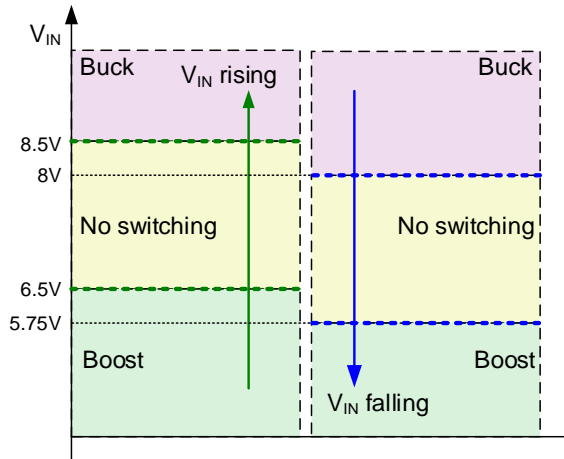 VIN
Buck
VIN rising
Buck
8.5V
8V
No switching
No switching
6.5V
5.75V
Boost
Boost
VIN falling